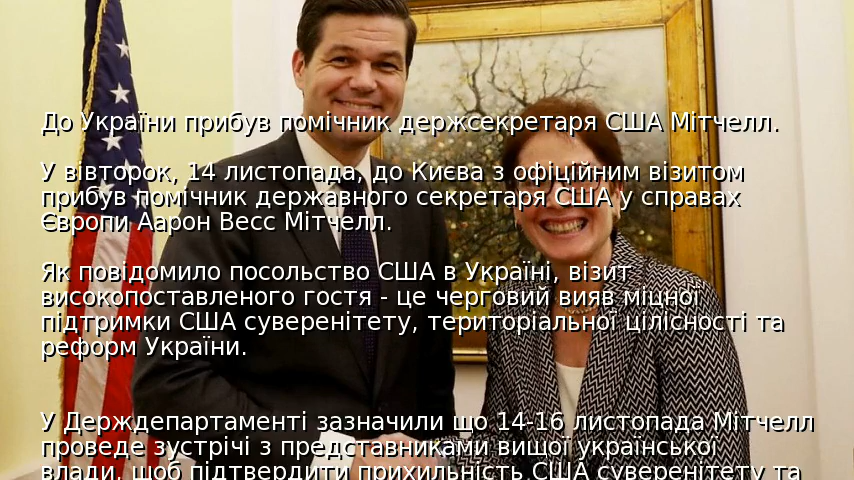 До України прибув помічник держсекретаря США Мітчелл.
У вівторок, 14 листопада, до Києва з офіційним візитом
прибув помічник державного секретаря США у справах
Європи Аарон Весс Мітчелл.
Як повідомило посольство США в Україні, візит
високопоставленого гостя - це черговий вияв міцної
підтримки США суверенітету, територіальної цілісності та
реформ України.
У Держдепартаменті зазначили що 14-16 листопада Мітчелл
проведе зустрічі з представниками вищої української
влади, щоб підтвердити прихильність США суверенітету та